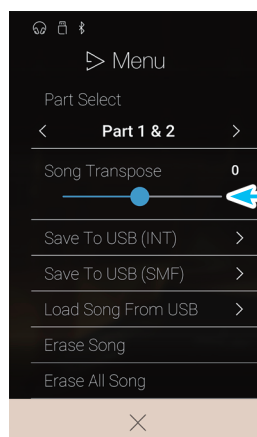 Menu
Part Select
< Part 1 & 2 >
Song Transpose 0
Save To USB (INT) >
Save To USB (SMF) >
Load Song From USB >
Erase Song
Erase All Song